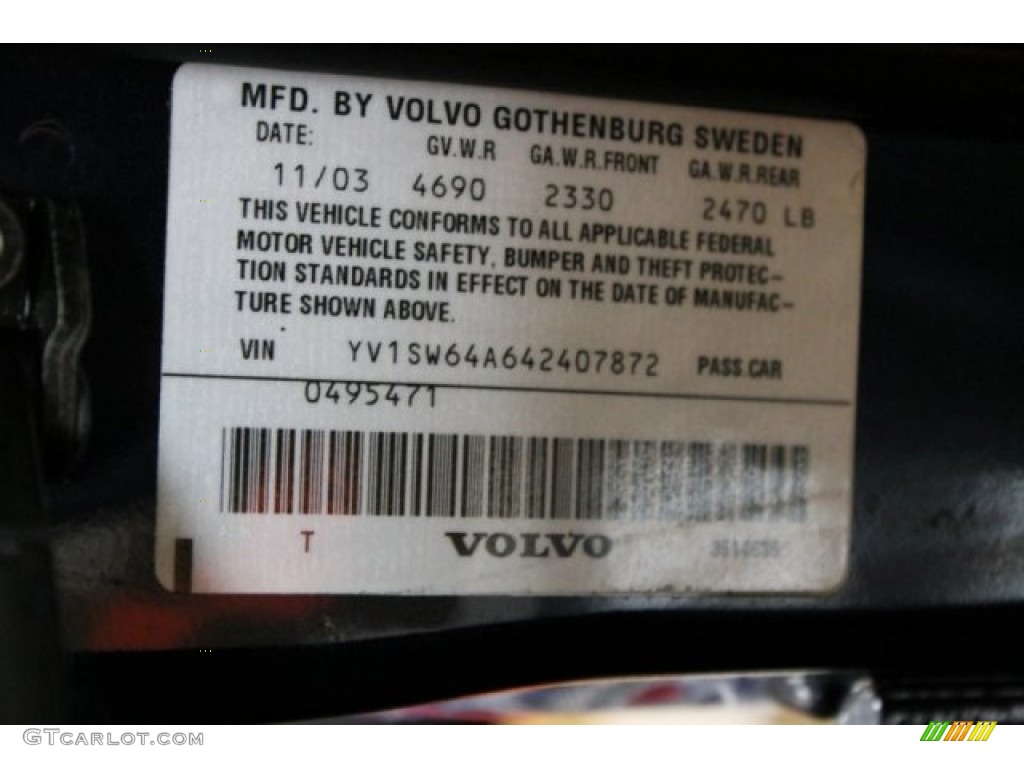 MFD. BY VOLVO GOTHENBURG SWEDEN
DATE: GV.W.R GA.W.R.FRONT GA.W.R.REAR
11/03 4690 2330 2470 LB
THIS VEHICLE CONFORMS TO ALL APPLICABLE FEDERAL
MOTOR VEHICLE SAFETY, BUMPER AND THEFT PROTEC-
TION STANDARDS IN EFFECT ON THE DATE OF MANUFAC-
TURE SHOWN ABOVE.
VIN YV1SW64A642407872 PASS CAR
0495471
T VOLVO
GTcarlot.com